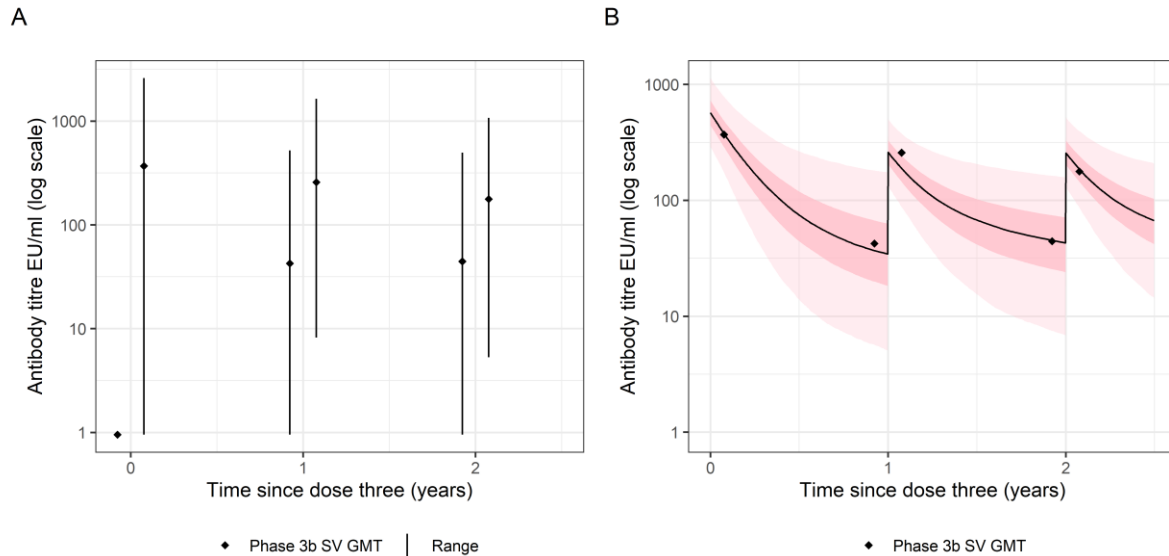 A
Antibody titre EU/ml (log scale)
1000
100
10
1
0
1
2
Time since dose three (years)
Phase 3b SV GMT
Range
B
Antibody titre EU/ml (log scale)
1000
100
10
1
0
1
2
Time since dose three (years)
Phase 3b SV GMT